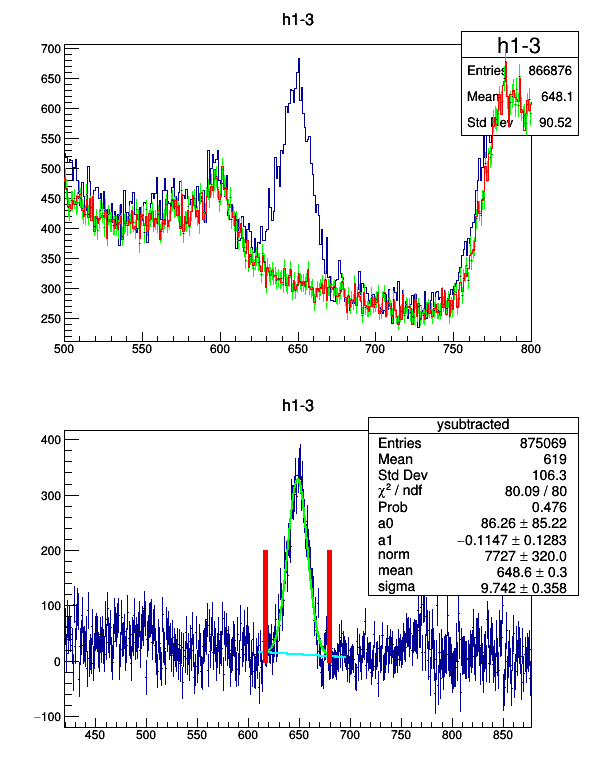 h1-3
h1-3
Entries 866876
Mean 648.1
Std Dev 90.52
700
650
600
550
500
450
400
350
300
250
500 550 600 650 700 750 800
h1-3
ysubtracted
Entries 875069
Mean 619
Std Dev 106.3
χ² / ndf 80.09 / 80
Prob 0.476
a0 86.26 ± 85.22
a1 −0.1147 ± 0.1283
norm 7727 ± 320.0
mean 648.6 ± 0.3
sigma 9.742 ± 0.358
400
300
200
100
0
−100
450 500 550 600 650 700 750 800 850